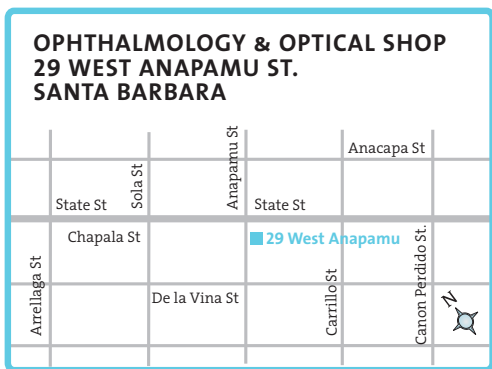 OPHTHALMOLOGY & OPTICAL SHOP
29 WEST ANAPAMU ST.
SANTA BARBARA
Anacapa St
Sola St
Anapamu St
State St
State St
Chapala St
29 West Anapamu
Arrellaga St
De la Vina St
Carrillo St
Canon Perdido St.
N